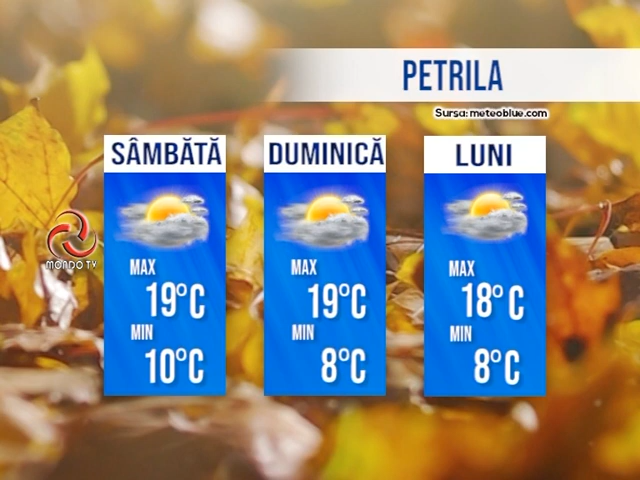 PETRILA
Sursa: meteoblue.com
SÂMBĂTĂ
DUMINICĂ
LUNI
MAX
19°C
MIN
10°C
MAX
19°C
MIN
8°C
MAX
18°C
MIN
8°C
MONDO TV